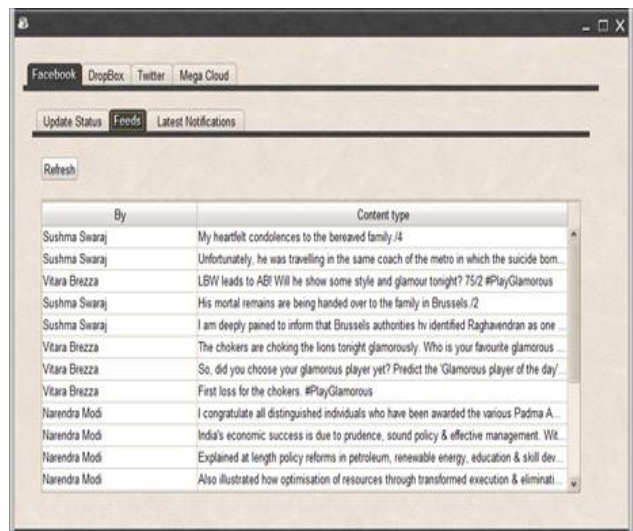 Facebook DropBox Twitter Mega Cloud
Update Status Feeds Latest Notifications
Refresh
By Content type
Sushma Swaraj My heartfelt condolences to the bereaved family./4
Sushma Swaraj Unfortunately, he was travelling in the same coach of the metro in which the suicide bom...
Vitara Brezza LBW leads to AB! Will he show some style and glamour tonight? 75/2 #PlayGlamorous
Sushma Swaraj His mortal remains are being handed over to the family in Brussels./2
Sushma Swaraj I am deeply pained to inform that Brussels authorities hv identified Raghavendran as one ...
Vitara Brezza The chokers are choking the lions tonight glamorously. Who is your favourite glamorous ...
Vitara Brezza So, did you choose your glamorous player yet? Predict the 'Glamorous player of the day'...
Vitara Brezza First loss for the chokers. #PlayGlamorous
Narendra Modi I congratulate all distinguished individuals who have been awarded the various Padma A...
Narendra Modi India's economic success is due to prudence, sound policy & effective management. Wit...
Narendra Modi Explained at length policy reforms in petroleum, renewable energy, education & skill dev...
Narendra Modi Also illustrated how optimisation of resources through transformed execution & eliminati...